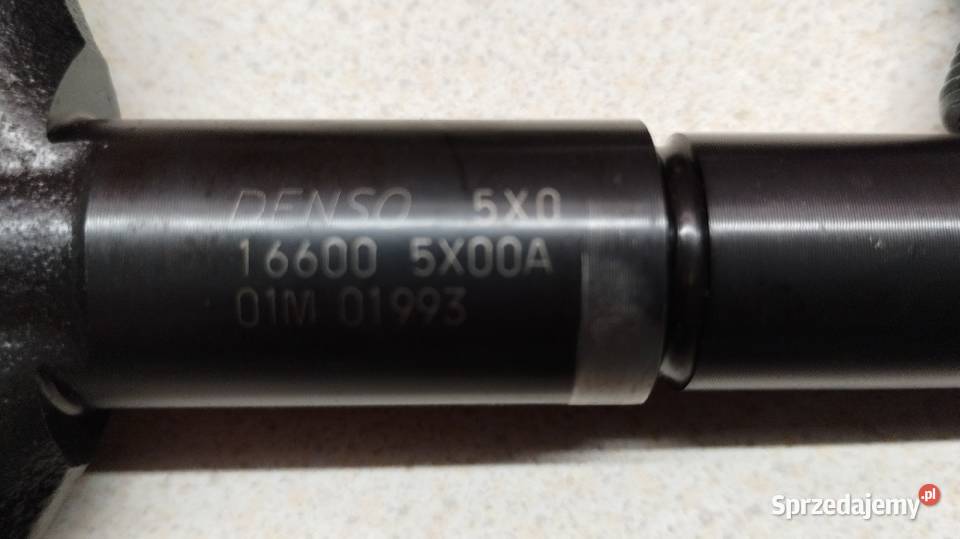 DENSO 5X0
16600 5X00A
01M 01993
Sprzedajemy.pl